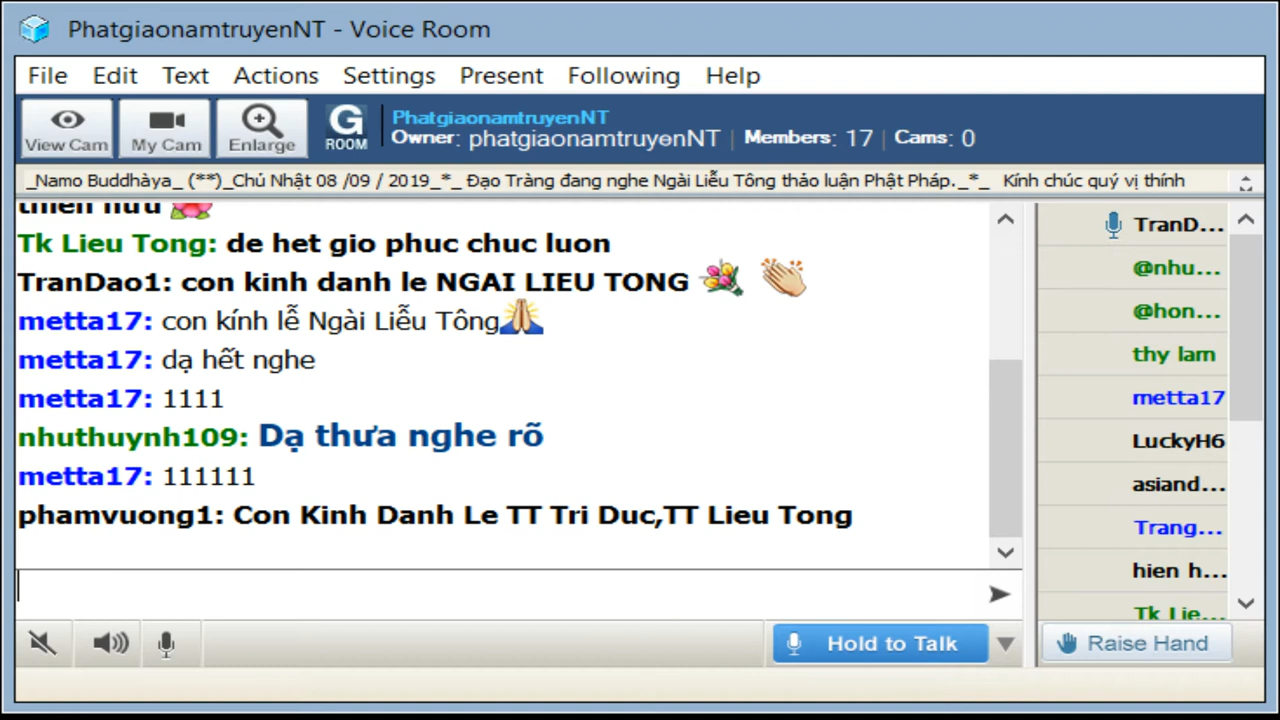 PhatgiaonamtruyenNT - Voice Room
File Edit Text Actions Settings Present Following Help
View Cam My Cam Enlarge G ROOM
PhatgiaonamtruyenNT
Owner: phatgiaonamtruyenNT | Members: 17 | Cams: 0
_Namo Buddhàya_ (**)_Chủ Nhật 08 /09 / 2019_*_ Đạo Tràng đang nghe Ngài Liễu Tông thảo luận Phật Pháp._*_ Kính chúc quý vị thính
thien huu
Tk Lieu Tong: de het gio phuc chuc luon
TranDao1: con kinh danh le NGAI LIEU TONG
metta17: con kính lễ Ngài Liễu Tông
metta17: dạ hết nghe
metta17: 1111
nhuthuynh109: Dạ thưa nghe rõ
metta17: 111111
phamvuong1: Con Kinh Danh Le TT Tri Duc,TT Lieu Tong
TranD...
@nhu...
@hon...
thy lam
metta17
LuckyH6
asiand...
Trang...
hien h...
Tk Lie...
Hold to Talk
Raise Hand